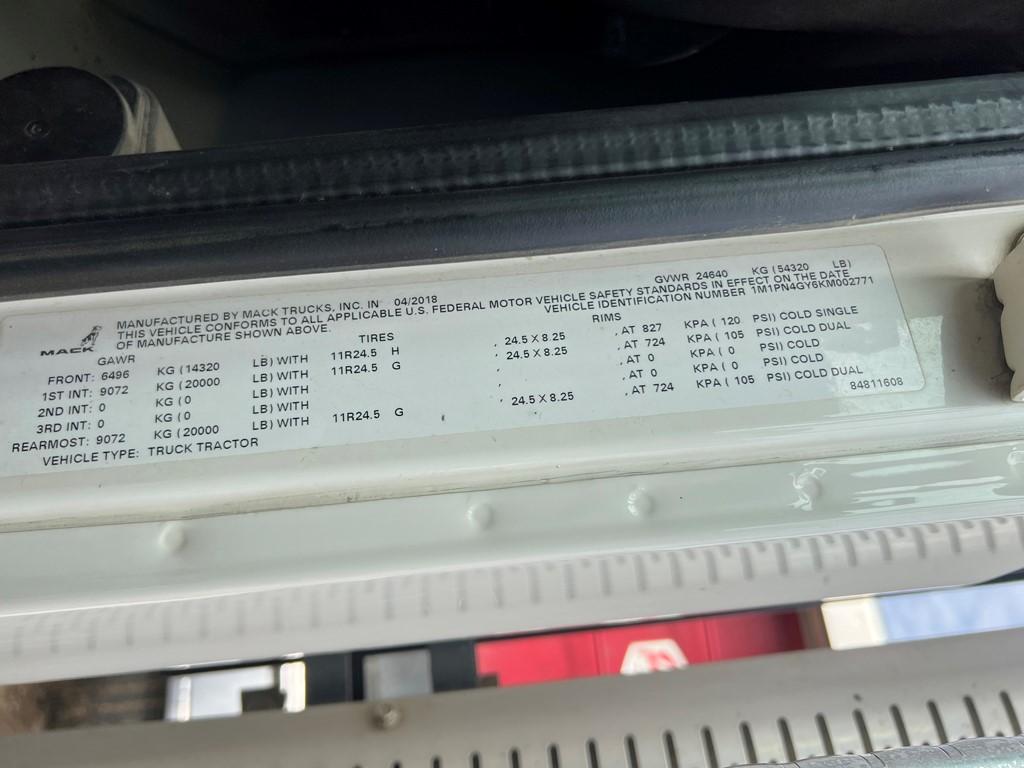 MACK
MANUFACTURED BY MACK TRUCKS, INC. IN 04/2018 GVWR 24640 KG (54320 LB)
THIS VEHICLE CONFORMS TO ALL APPLICABLE U.S. FEDERAL MOTOR VEHICLE SAFETY STANDARDS IN EFFECT ON THE DATE
OF MANUFACTURE SHOWN ABOVE. VEHICLE IDENTIFICATION NUMBER 1M1PN4GY6KM002771
GAWR TIRES RIMS
FRONT: 6496 KG (14320 LB) WITH 11R24.5 H , 24.5 X 8.25 , AT 827 KPA ( 120 PSI) COLD SINGLE
1ST INT: 9072 KG (20000 LB) WITH 11R24.5 G , 24.5 X 8.25 , AT 724 KPA ( 105 PSI) COLD DUAL
2ND INT: 0 KG (0 LB) WITH , , AT 0 KPA ( 0 PSI) COLD
3RD INT: 0 KG (0 LB) WITH , , AT 0 KPA ( 0 PSI) COLD
REARMOST: 9072 KG (20000 LB) WITH 11R24.5 G , 24.5 X 8.25 , AT 724 KPA ( 105 PSI) COLD DUAL
VEHICLE TYPE: TRUCK TRACTOR 84811608